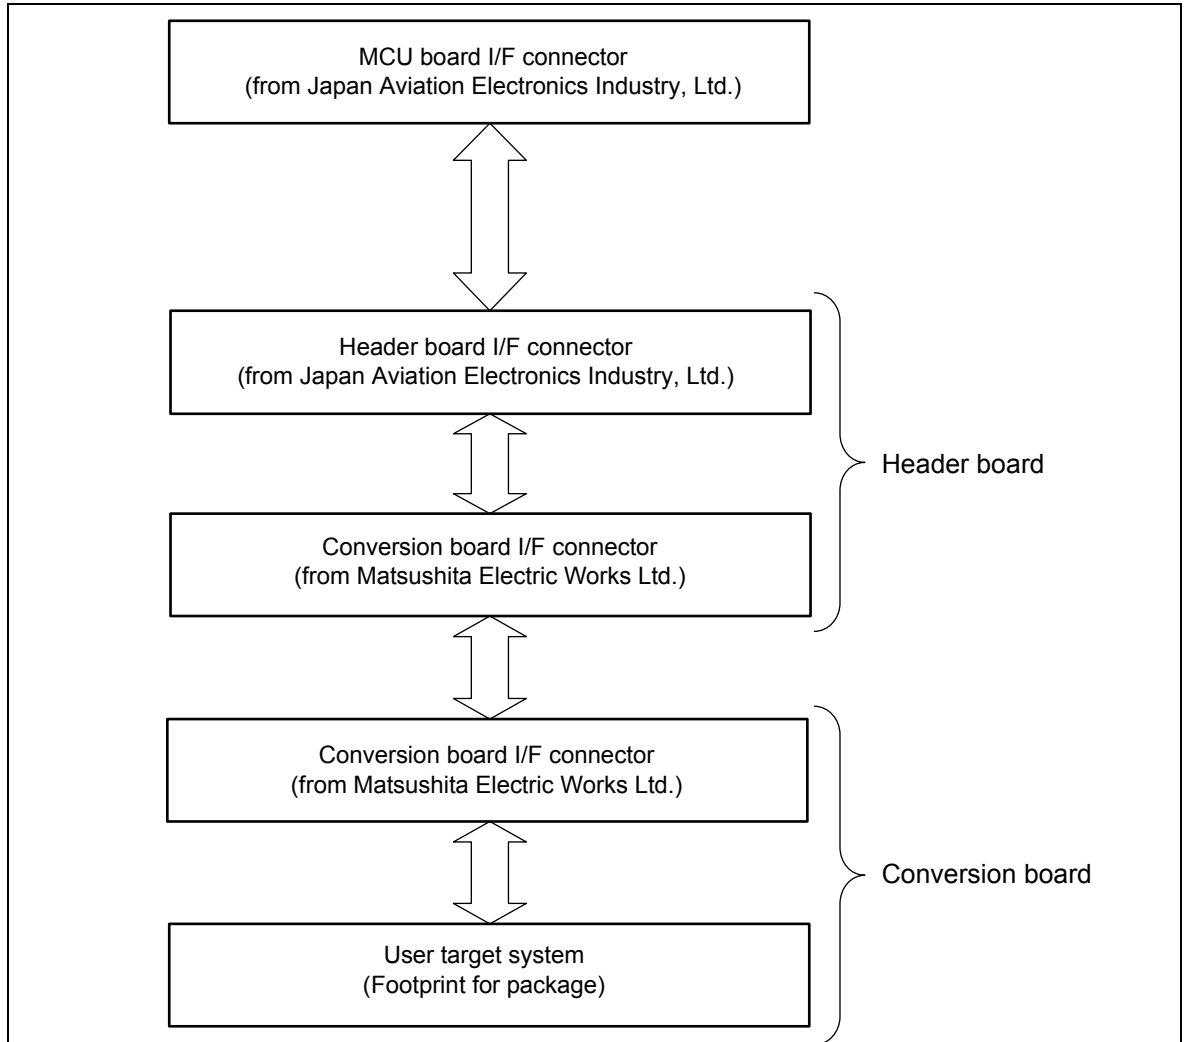 MCU board I/F connector
(from Japan Aviation Electronics Industry, Ltd.)
Header board I/F connector
(from Japan Aviation Electronics Industry, Ltd.)
Header board
Conversion board I/F connector
(from Matsushita Electric Works Ltd.)
Conversion board I/F connector
(from Matsushita Electric Works Ltd.)
Conversion board
User target system
(Footprint for package)